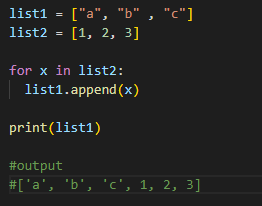 list1 = ["a", "b" , "c"]
list2 = [1, 2, 3]
for x in list2:
  list1.append(x)
print(list1)
#output
#['a', 'b', 'c', 1, 2, 3]